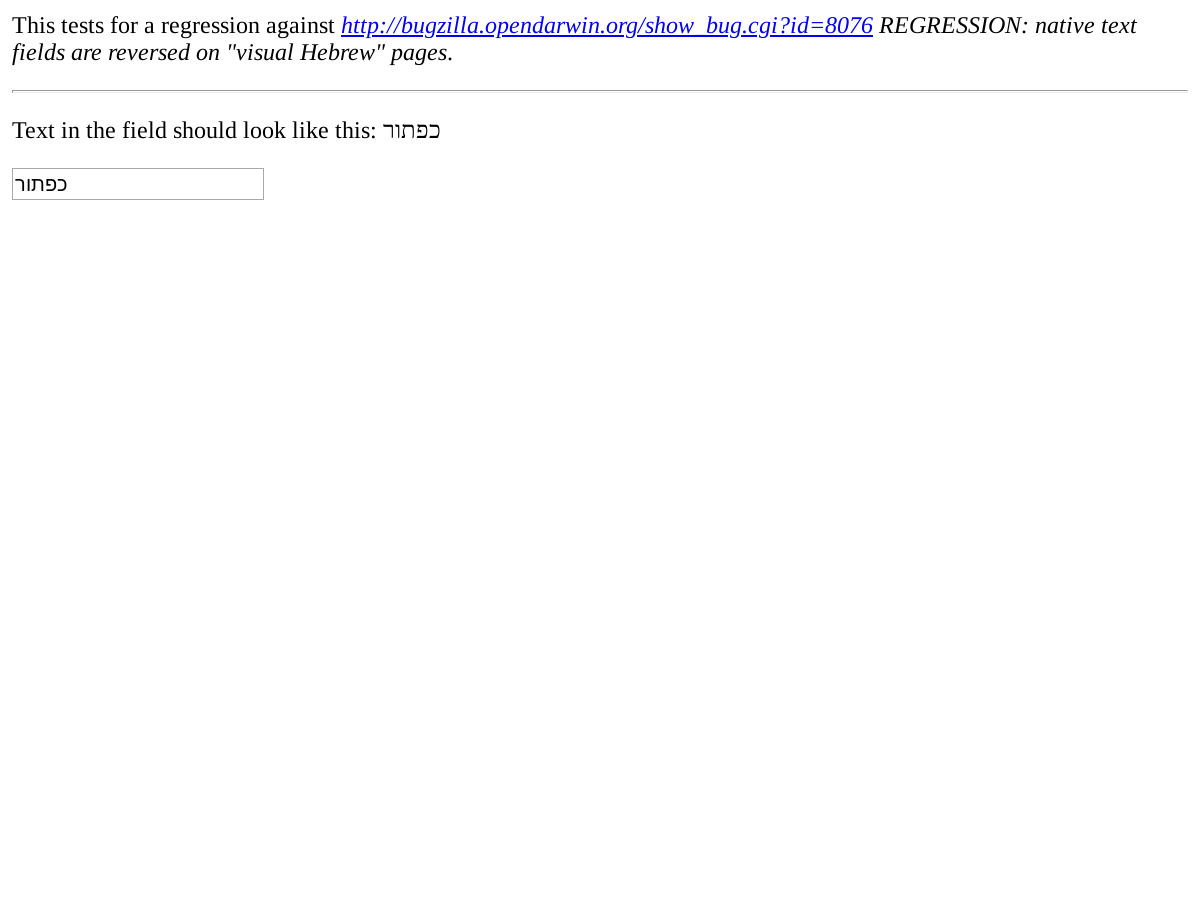 This tests for a regression against http://bugzilla.opendarwin.org/show_bug.cgi?id=8076 REGRESSION: native text
fields are reversed on "visual Hebrew" pages.
Text in the field should look like this: כפתור
כפתור